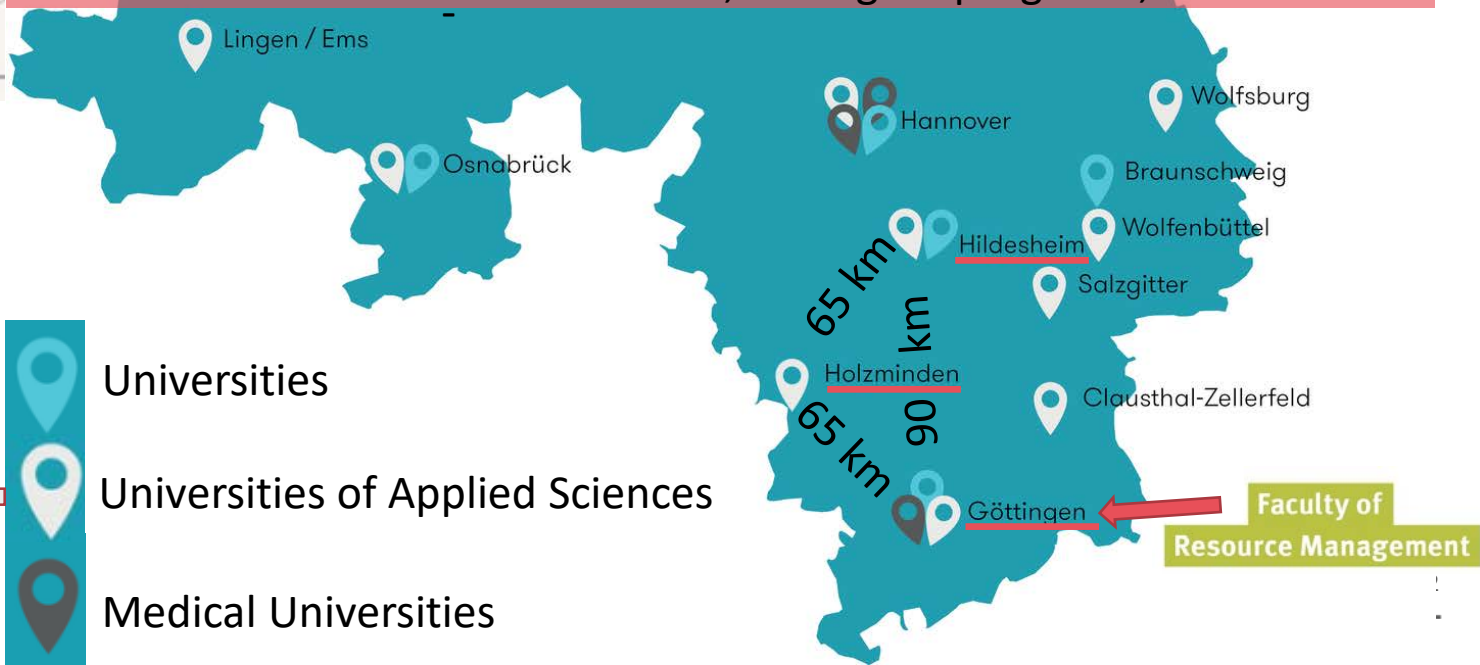 Lingen / Ems
Wolfsburg
Hannover
Osnabrück
Braunschweig
Wolfenbüttel
Hildesheim
65 km
Salzgitter
90 km
Holzminden
Clausthal-Zellerfeld
65 km
Göttingen
Faculty of
Resource Management
Universities
Universities of Applied Sciences
Medical Universities